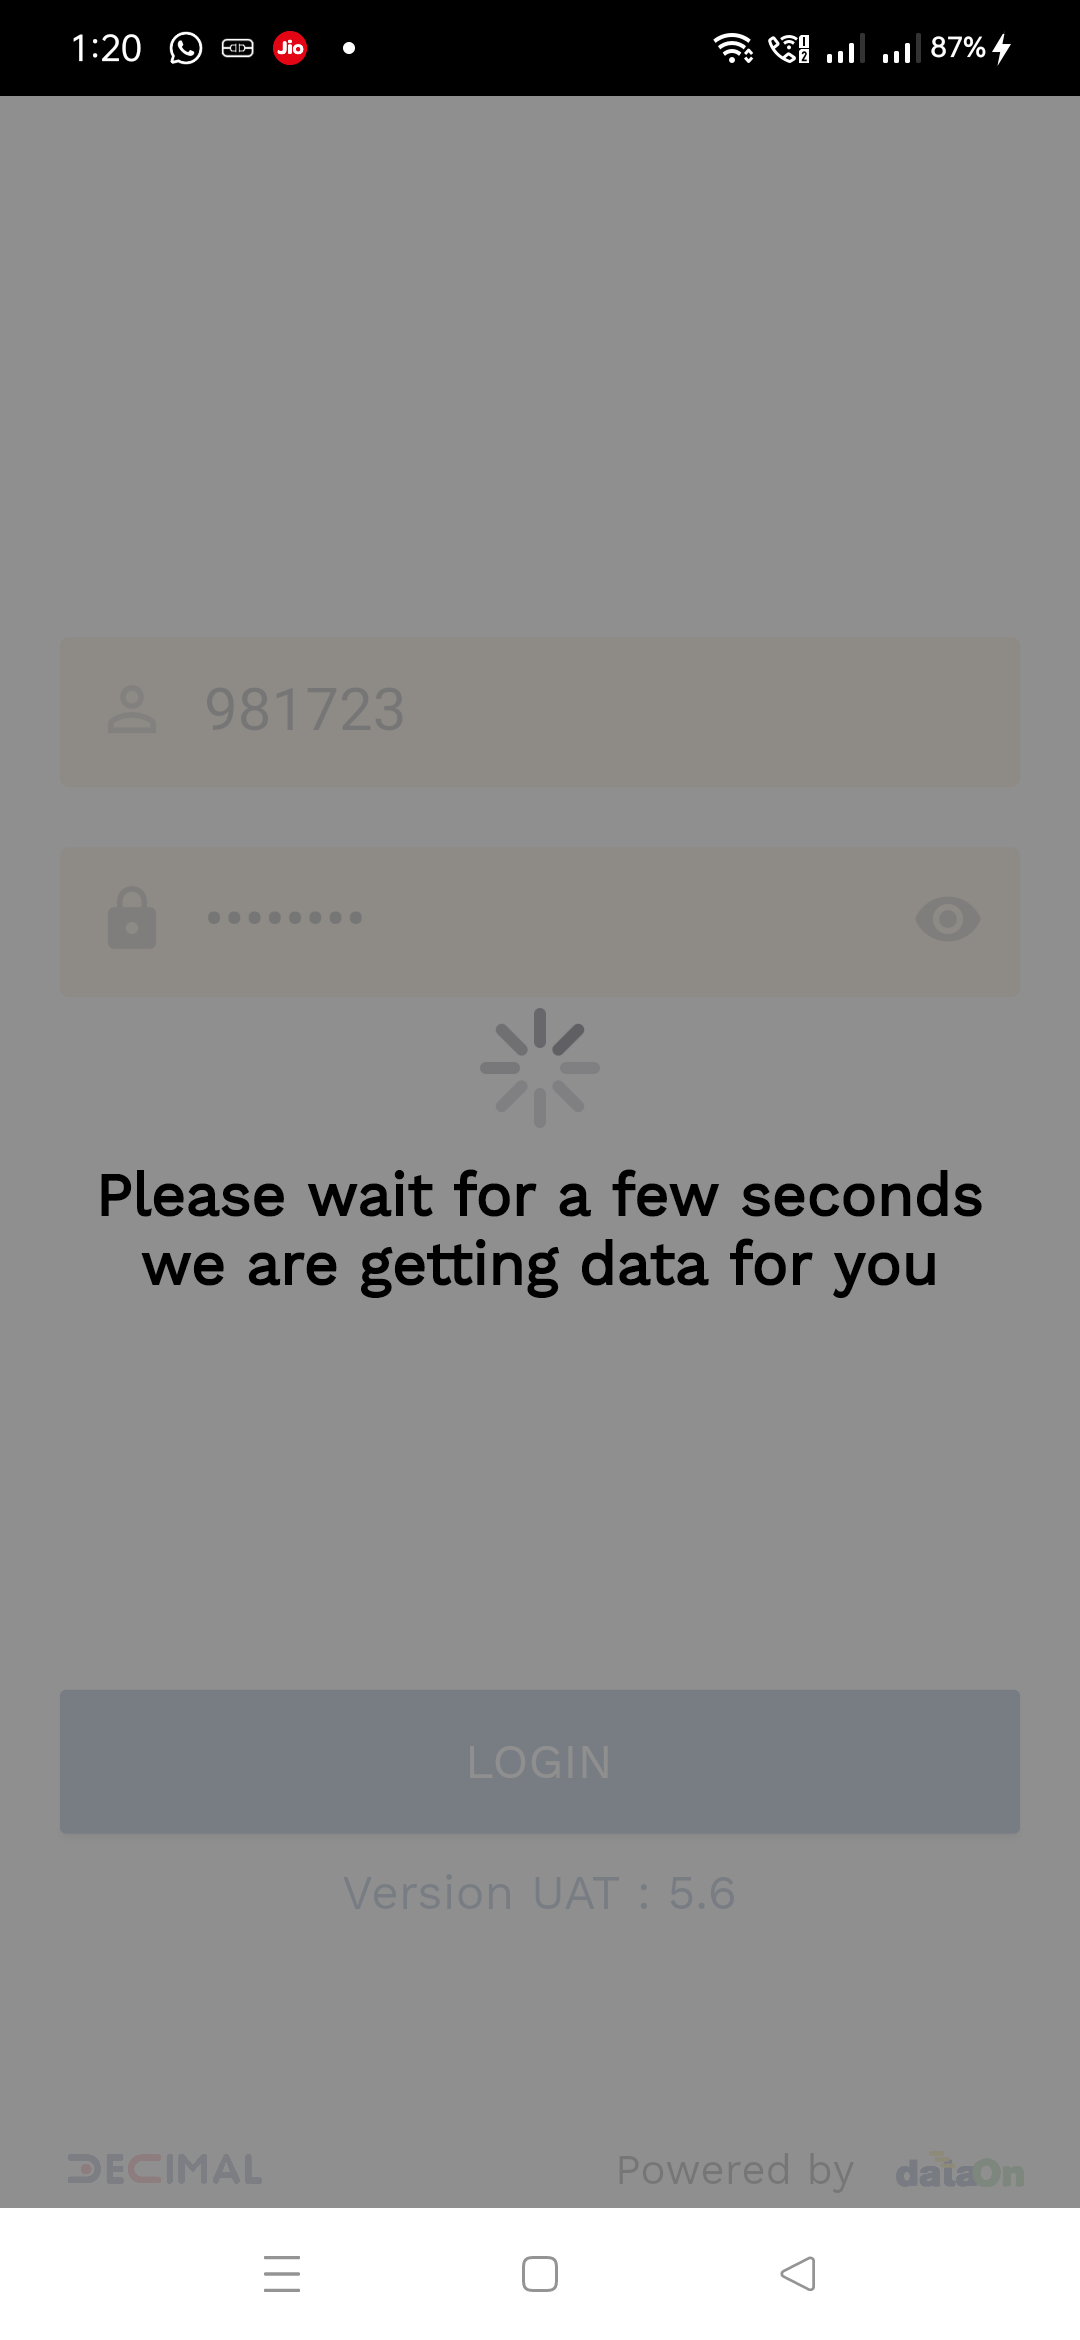 1:20 Jio 87%
981723
••••••••
Please wait for a few seconds
we are getting data for you
LOGIN
Version UAT : 5.6
DECIMAL Powered by dataOn